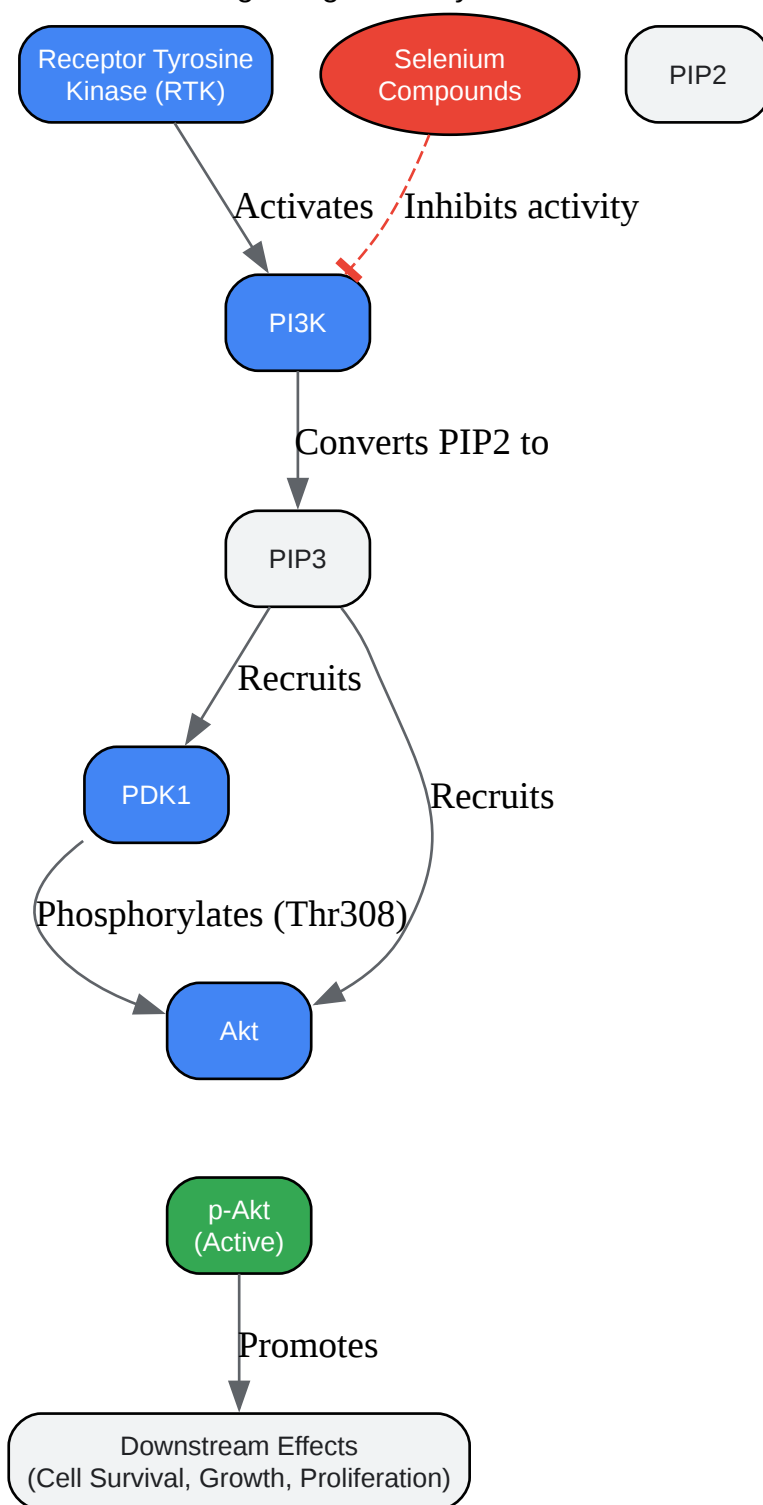 Receptor Tyrosine
Kinase (RTK)
Selenium
Compounds
PIP2
Activates
Inhibits activity
PI3K
Converts PIP2 to
PIP3
Recruits
PDK1
Recruits
Phosphorylates (Thr308)
Akt
p-Akt
(Active)
Promotes
Downstream Effects
(Cell Survival, Growth, Proliferation)